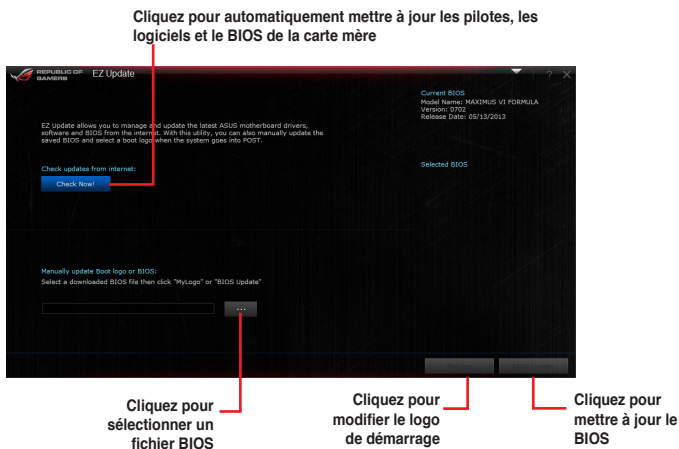 Cliquez pour automatiquement mettre à jour les pilotes, les
logiciels et le BIOS de la carte mère
REPUBLIC OF
GAMERS
EZ Update
?
Current BIOS
Model Name: MAXIMUS VI FORMULA
Version: 0702
Release Date: 05/13/2013
EZ Update allows you to manage and update the latest ASUS motherboard drivers,
software and BIOS from the internet. With this utility, you can also manually update the
saved BIOS and select a boot logo when the system goes into POST.
Check updates from internet:
Selected BIOS
Check Now!
Manually update Boot logo or BIOS:
Select a downloaded BIOS file then click "MyLogo" or "BIOS Update"
...
Cliquez pour
sélectionner un
fichier BIOS
Cliquez pour
modifier le logo
de démarrage
Cliquez pour
mettre à jour le
BIOS